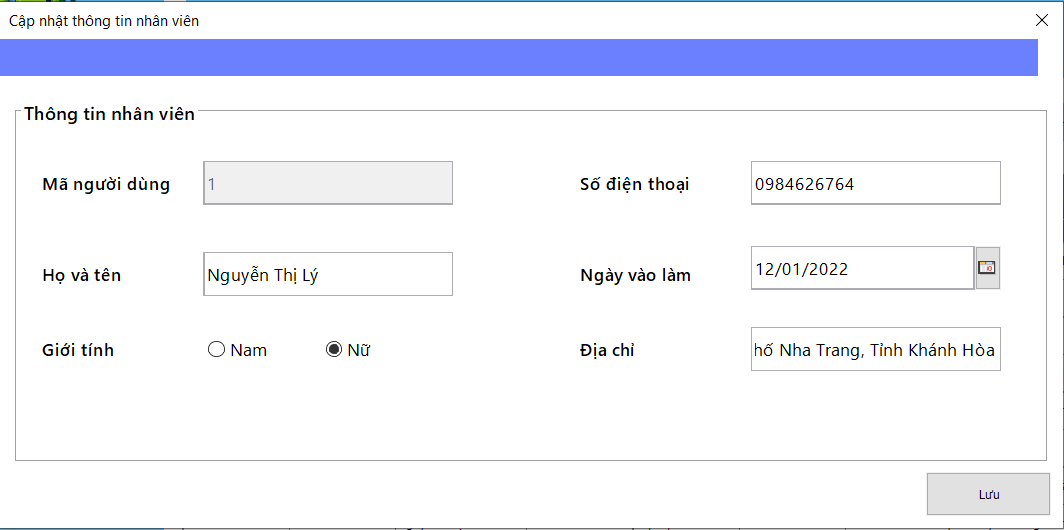 Cập nhật thông tin nhân viên
Thông tin nhân viên
Mã người dùng 1 Số điện thoại 0984626764
Họ và tên Nguyễn Thị Lý Ngày vào làm 12/01/2022
Giới tính Nam Nữ Địa chỉ hố Nha Trang, Tỉnh Khánh Hòa
Lưu